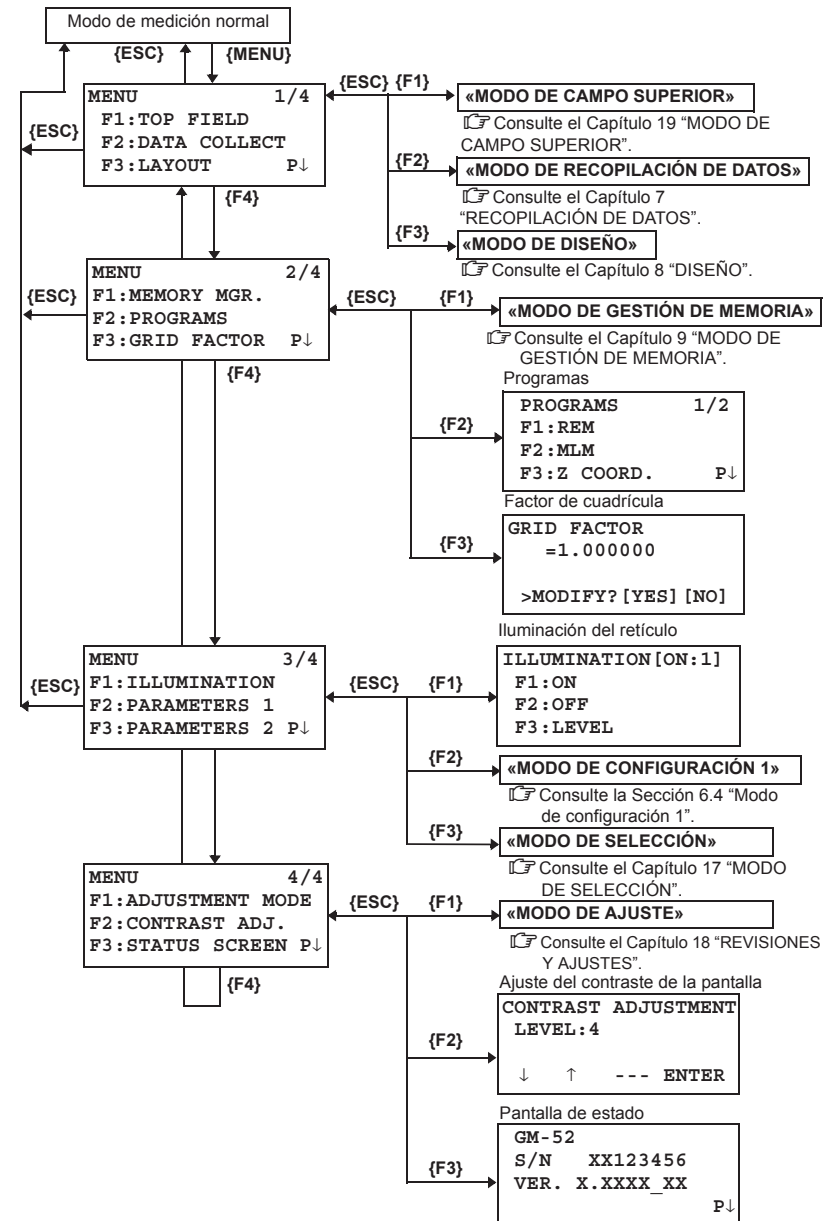 Modo de medición normal
{ESC} {MENU}
MENU 1/4
F1:TOP FIELD
F2:DATA COLLECT
F3:LAYOUT P↓
{ESC}
{ESC} {F1}
«MODO DE CAMPO SUPERIOR»
Consulte el Capítulo 19 “MODO DE
CAMPO SUPERIOR”.
{F2}
«MODO DE RECOPILACIÓN DE DATOS»
Consulte el Capítulo 7
“RECOPILACIÓN DE DATOS”.
{F3}
«MODO DE DISEÑO»
Consulte el Capítulo 8 “DISEÑO”.
{F4}
MENU 2/4
F1:MEMORY MGR.
F2:PROGRAMS
F3:GRID FACTOR P↓
{ESC}
{ESC} {F1}
«MODO DE GESTIÓN DE MEMORIA»
Consulte el Capítulo 9 “MODO DE
GESTIÓN DE MEMORIA”.
{F4}
Programas
{F2}
PROGRAMS 1/2
F1:REM
F2:MLM
F3:Z COORD. P↓
Factor de cuadrícula
{F3}
GRID FACTOR
=1.000000
>MODIFY?[YES][NO]
Iluminación del retículo
MENU 3/4
F1:ILLUMINATION
F2:PARAMETERS 1
F3:PARAMETERS 2 P↓
{ESC}
{ESC} {F1}
ILLUMINATION[ON:1]
F1:ON
F2:OFF
F3:LEVEL
{F2}
«MODO DE CONFIGURACIÓN 1»
Consulte la Sección 6.4 “Modo
de configuración 1”.
{F3}
«MODO DE SELECCIÓN»
Consulte el Capítulo 17 “MODO
DE SELECCIÓN”.
MENU 4/4
F1:ADJUSTMENT MODE
F2:CONTRAST ADJ.
F3:STATUS SCREEN P↓
{ESC} {F1}
«MODO DE AJUSTE»
Consulte el Capítulo 18 “REVISIONES
Y AJUSTES”.
{F4}
Ajuste del contraste de la pantalla
{F2}
CONTRAST ADJUSTMENT
LEVEL:4
↓ ↑ --- ENTER
Pantalla de estado
{F3}
GM-52
S/N XX123456
VER. X.XXXX_XX
P↓